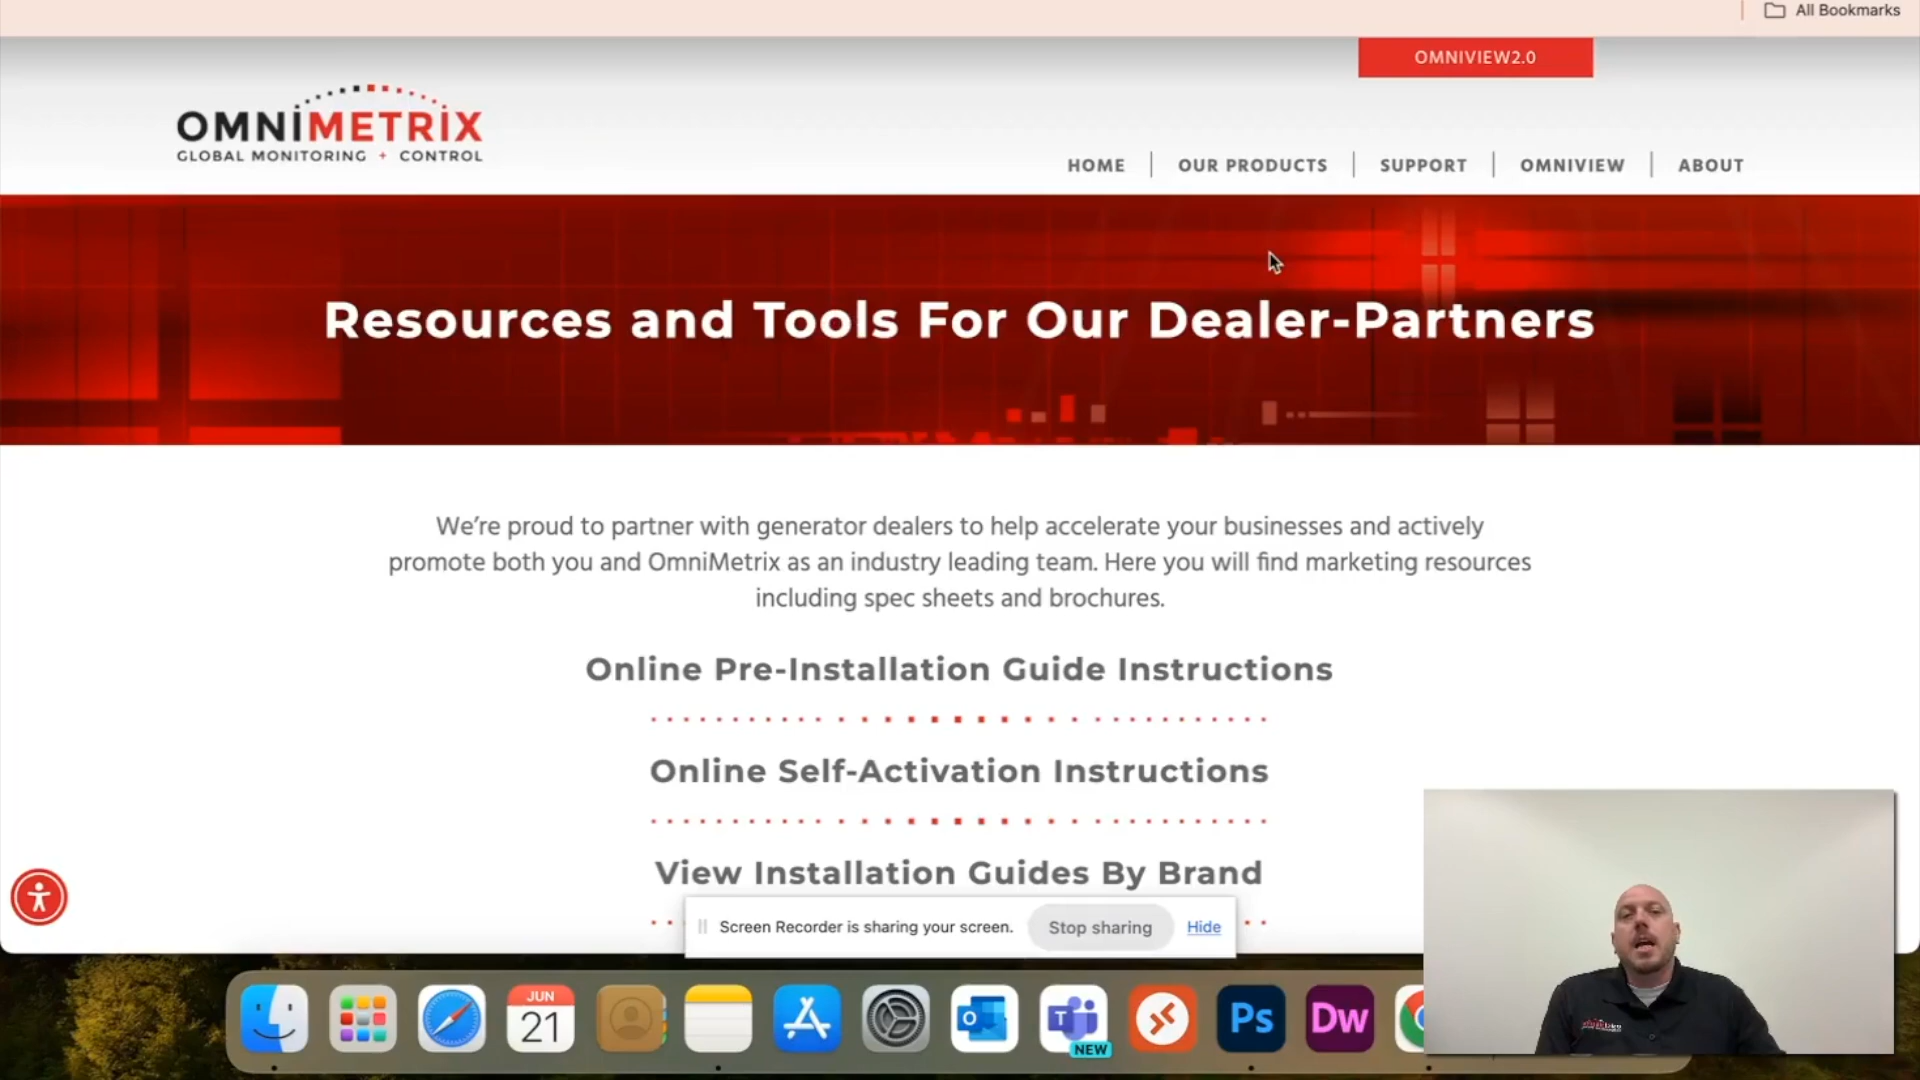 All Bookmarks
OMNIVIEW2.0
OMNIMETRIX
GLOBAL MONITORING + CONTROL
HOME
OUR PRODUCTS
SUPPORT
OMNIVIEW
ABOUT
Resources and Tools For Our Dealer-Partners
We’re proud to partner with generator dealers to help accelerate your businesses and actively
promote both you and OmniMetrix as an industry leading team. Here you will find marketing resources
including spec sheets and brochures.
Online Pre-Installation Guide Instructions
Online Self-Activation Instructions
View Installation Guides By Brand
Screen Recorder is sharing your screen.
Stop sharing
Hide
JUN
21
O
T
NEW
Ps
Dw